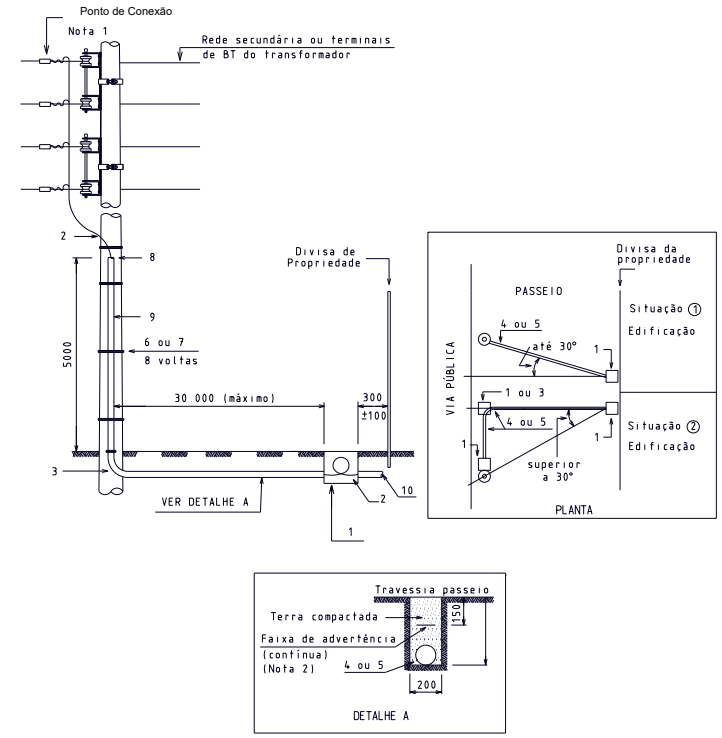 Ponto de Conexão
Nota 1
Rede secundária ou terminais
de BT do transformador
2
8
Divisa de
Propriedade
9
6 ou 7
8 voltas
5000
30 000 (máximo)
300
±100
3
VER DETALHE A
2
10
1
Divisa da
propriedade
PASSEIO
Situação 1
Edificação
4 ou 5
até 30°
1
VIA PÚBLICA
1 ou 3
4 ou 5
1
1
Situação 2
Edificação
superior
a 30°
PLANTA
Travessia passeio
Terra compactada
150
Faixa de advertência
(contínua)
(Nota 2)
4 ou 5
200
DETALHE A